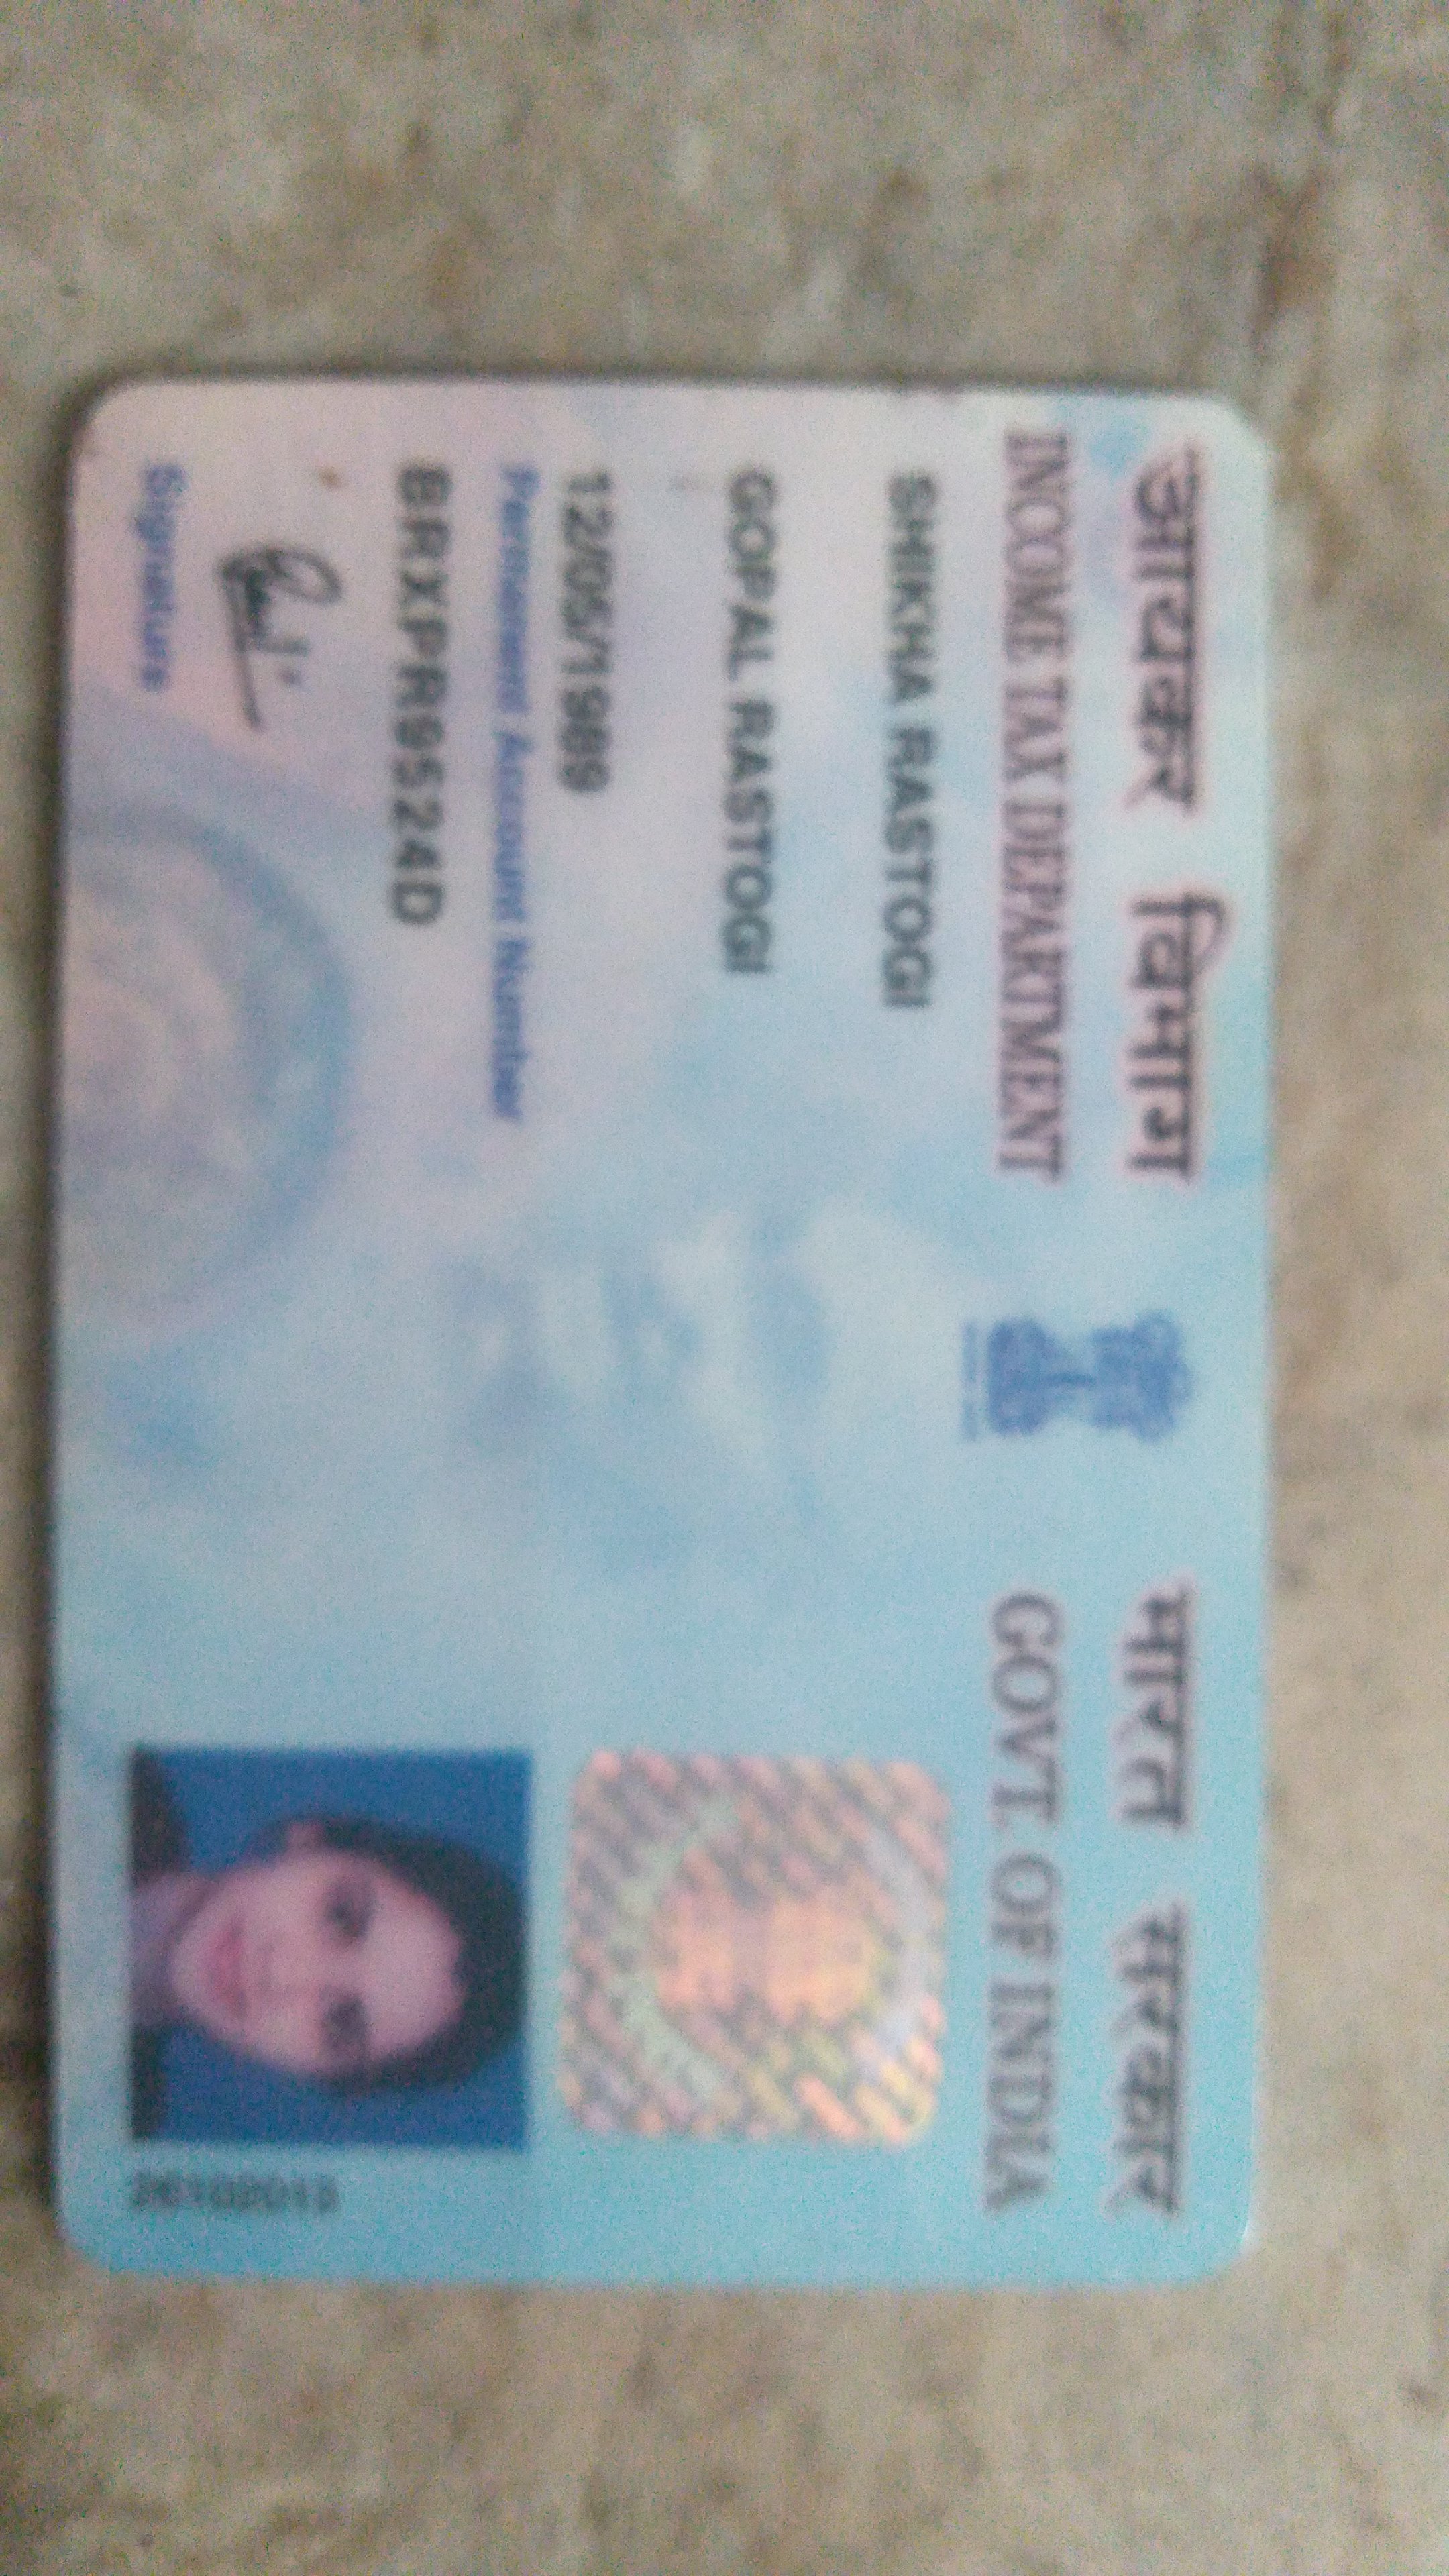 आयकर विभाग
INCOME TAX DEPARTMENT
भारत सरकार
GOVT. OF INDIA
SHIKHA RASTOGI
GOPAL RASTOGI
12/05/1989
Permanent Account Number
BRXPR9524D
Signature
26102013